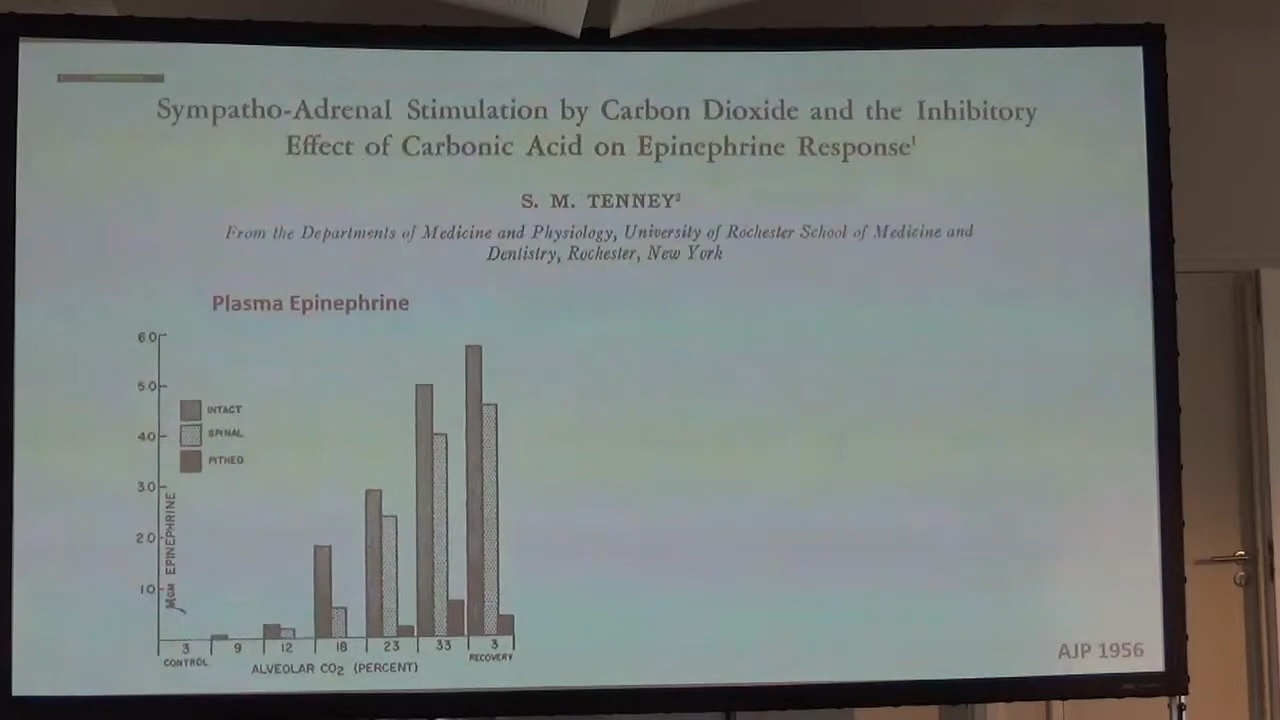 Sympatho-Adrenal Stimulation by Carbon Dioxide and the Inhibitory
Effect of Carbonic Acid on Epinephrine Response¹
S. M. TENNEY²
From the Departments of Medicine and Physiology, University of Rochester School of Medicine and
Dentistry, Rochester, New York
Plasma Epinephrine
6.0
5.0
4.0
3.0
2.0
1.0
µGM EPINEPHRINE
INTACT
SPINAL
PITHED
3 9 12 18 23 33 3
CONTROL RECOVERY
ALVEOLAR CO₂ (PERCENT)
AJP 1956